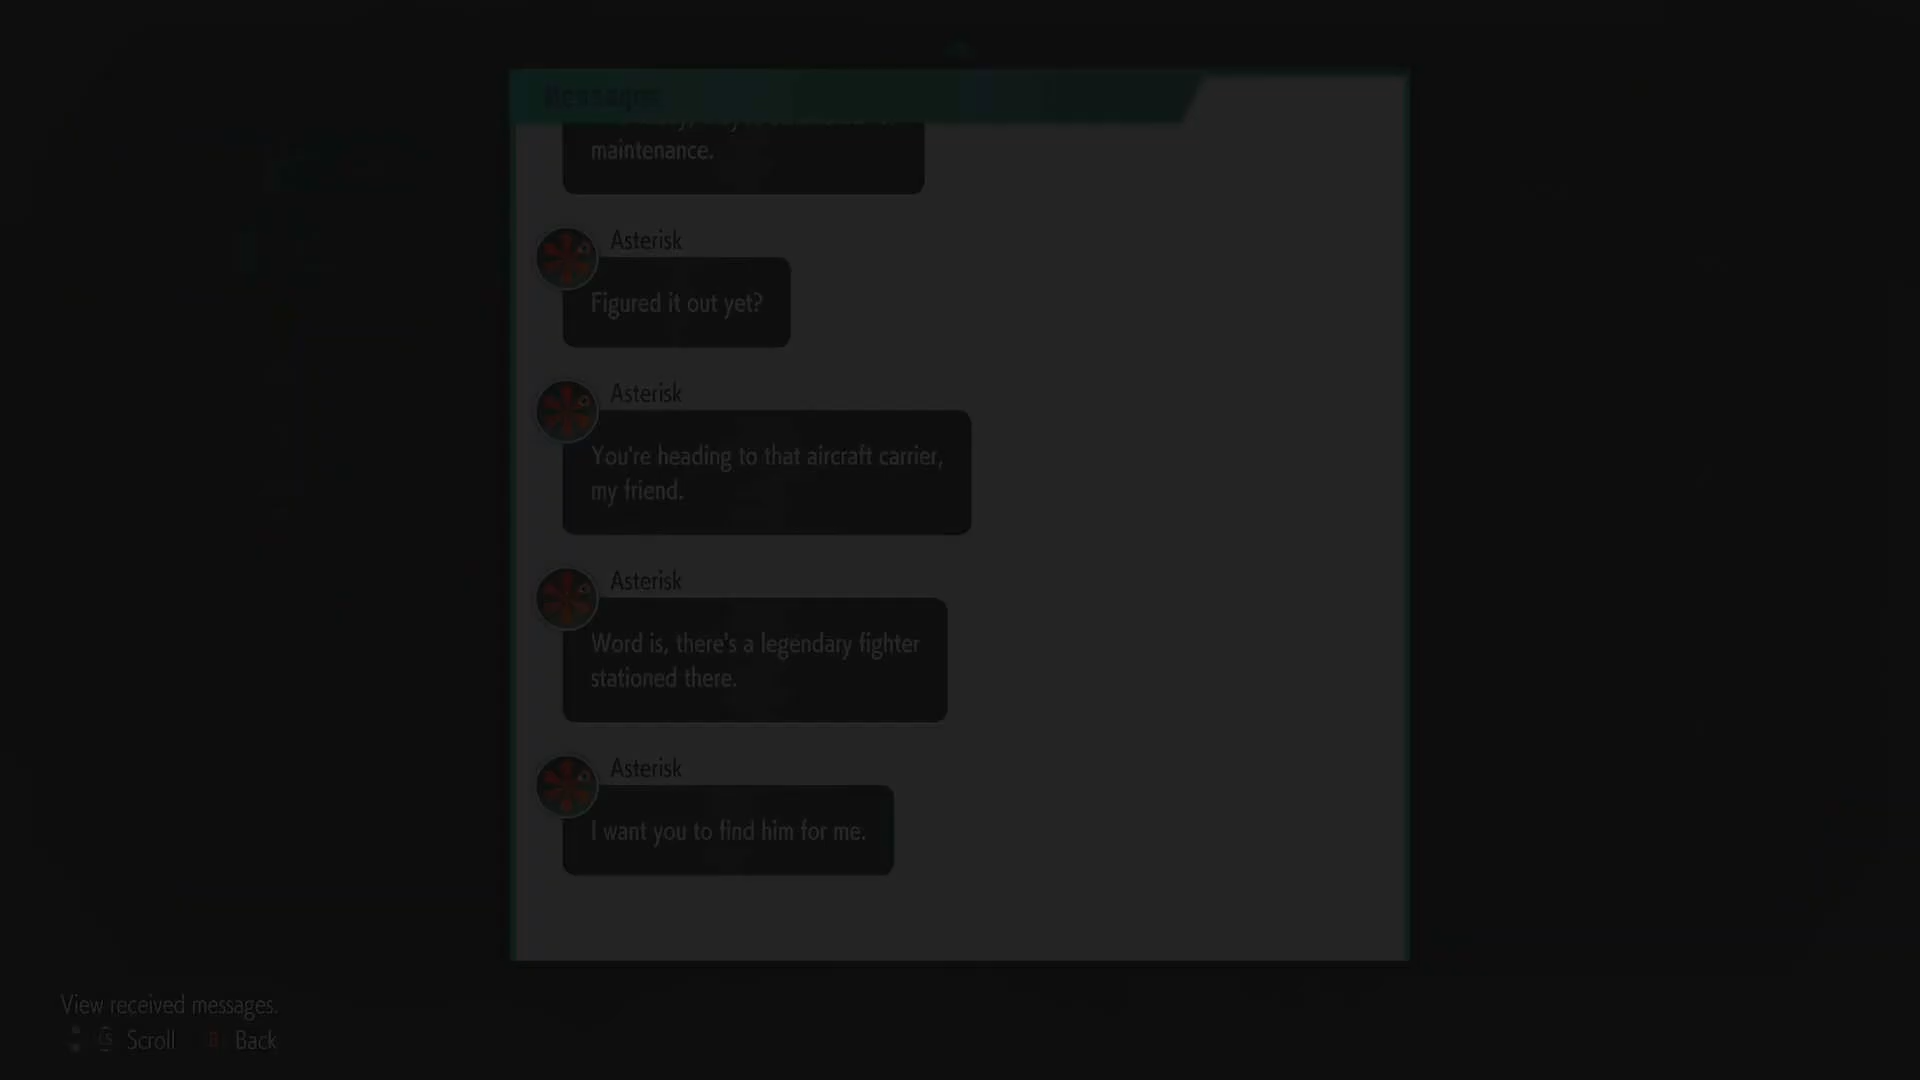 Messages
maintenance.
Asterisk
Figured it out yet?
Asterisk
You're heading to that aircraft carrier,
my friend.
Asterisk
Word is, there's a legendary fighter
stationed there.
Asterisk
I want you to find him for me.
View received messages.
Scroll
B Back